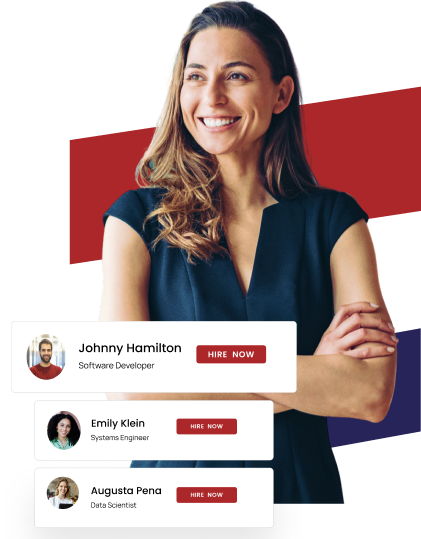 Johnny Hamilton
HIRE NOW
Software Developer
Emily Klein
HIRE NOW
Systems Engineer
Augusta Pena
HIRE NOW
Data Scientist